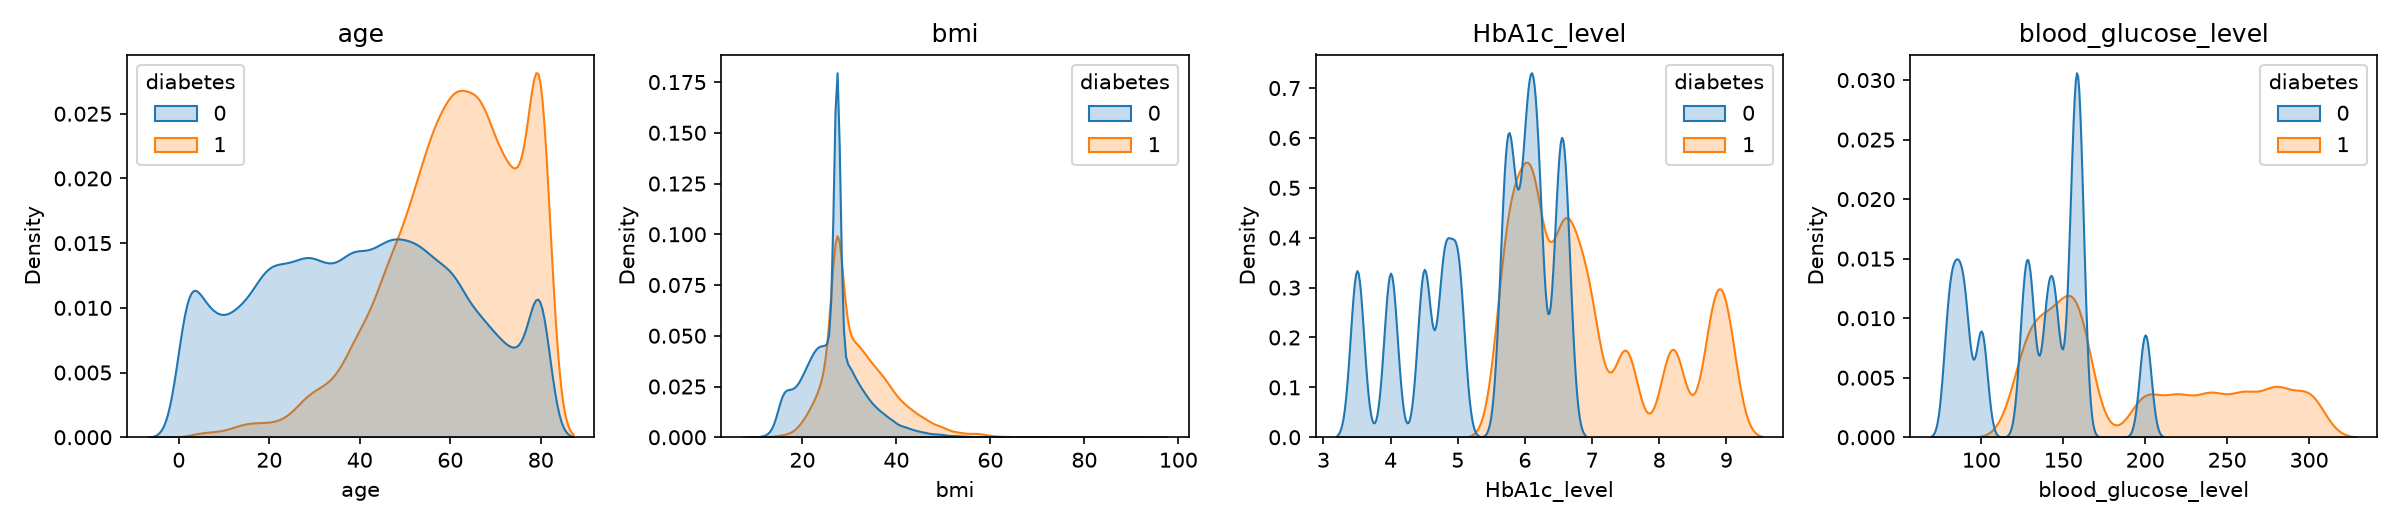 age
diabetes
0
1
Density
0.025
0.020
0.015
0.010
0.005
0.000
0 20 40 60 80
age
bmi
diabetes
0
1
Density
0.175
0.150
0.125
0.100
0.075
0.050
0.025
0.000
20 40 60 80 100
bmi
HbA1c_level
diabetes
0
1
Density
0.7
0.6
0.5
0.4
0.3
0.2
0.1
0.0
3 4 5 6 7 8 9
HbA1c_level
blood_glucose_level
diabetes
0
1
Density
0.030
0.025
0.020
0.015
0.010
0.005
0.000
100 150 200 250 300
blood_glucose_level